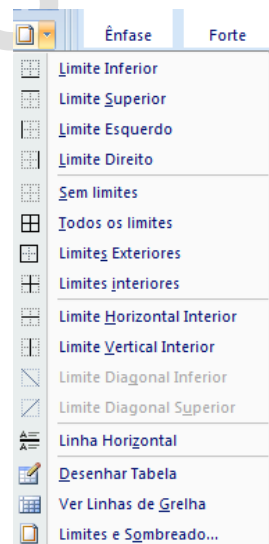 Ênfase Forte
Limite Inferior
Limite Superior
Limite Esquerdo
Limite Direito
Sem limites
Todos os limites
Limites Exteriores
Limites interiores
Limite Horizontal Interior
Limite Vertical Interior
Limite Diagonal Inferior
Limite Diagonal Superior
Linha Horizontal
Desenhar Tabela
Ver Linhas de Grelha
Limites e Sombreado...